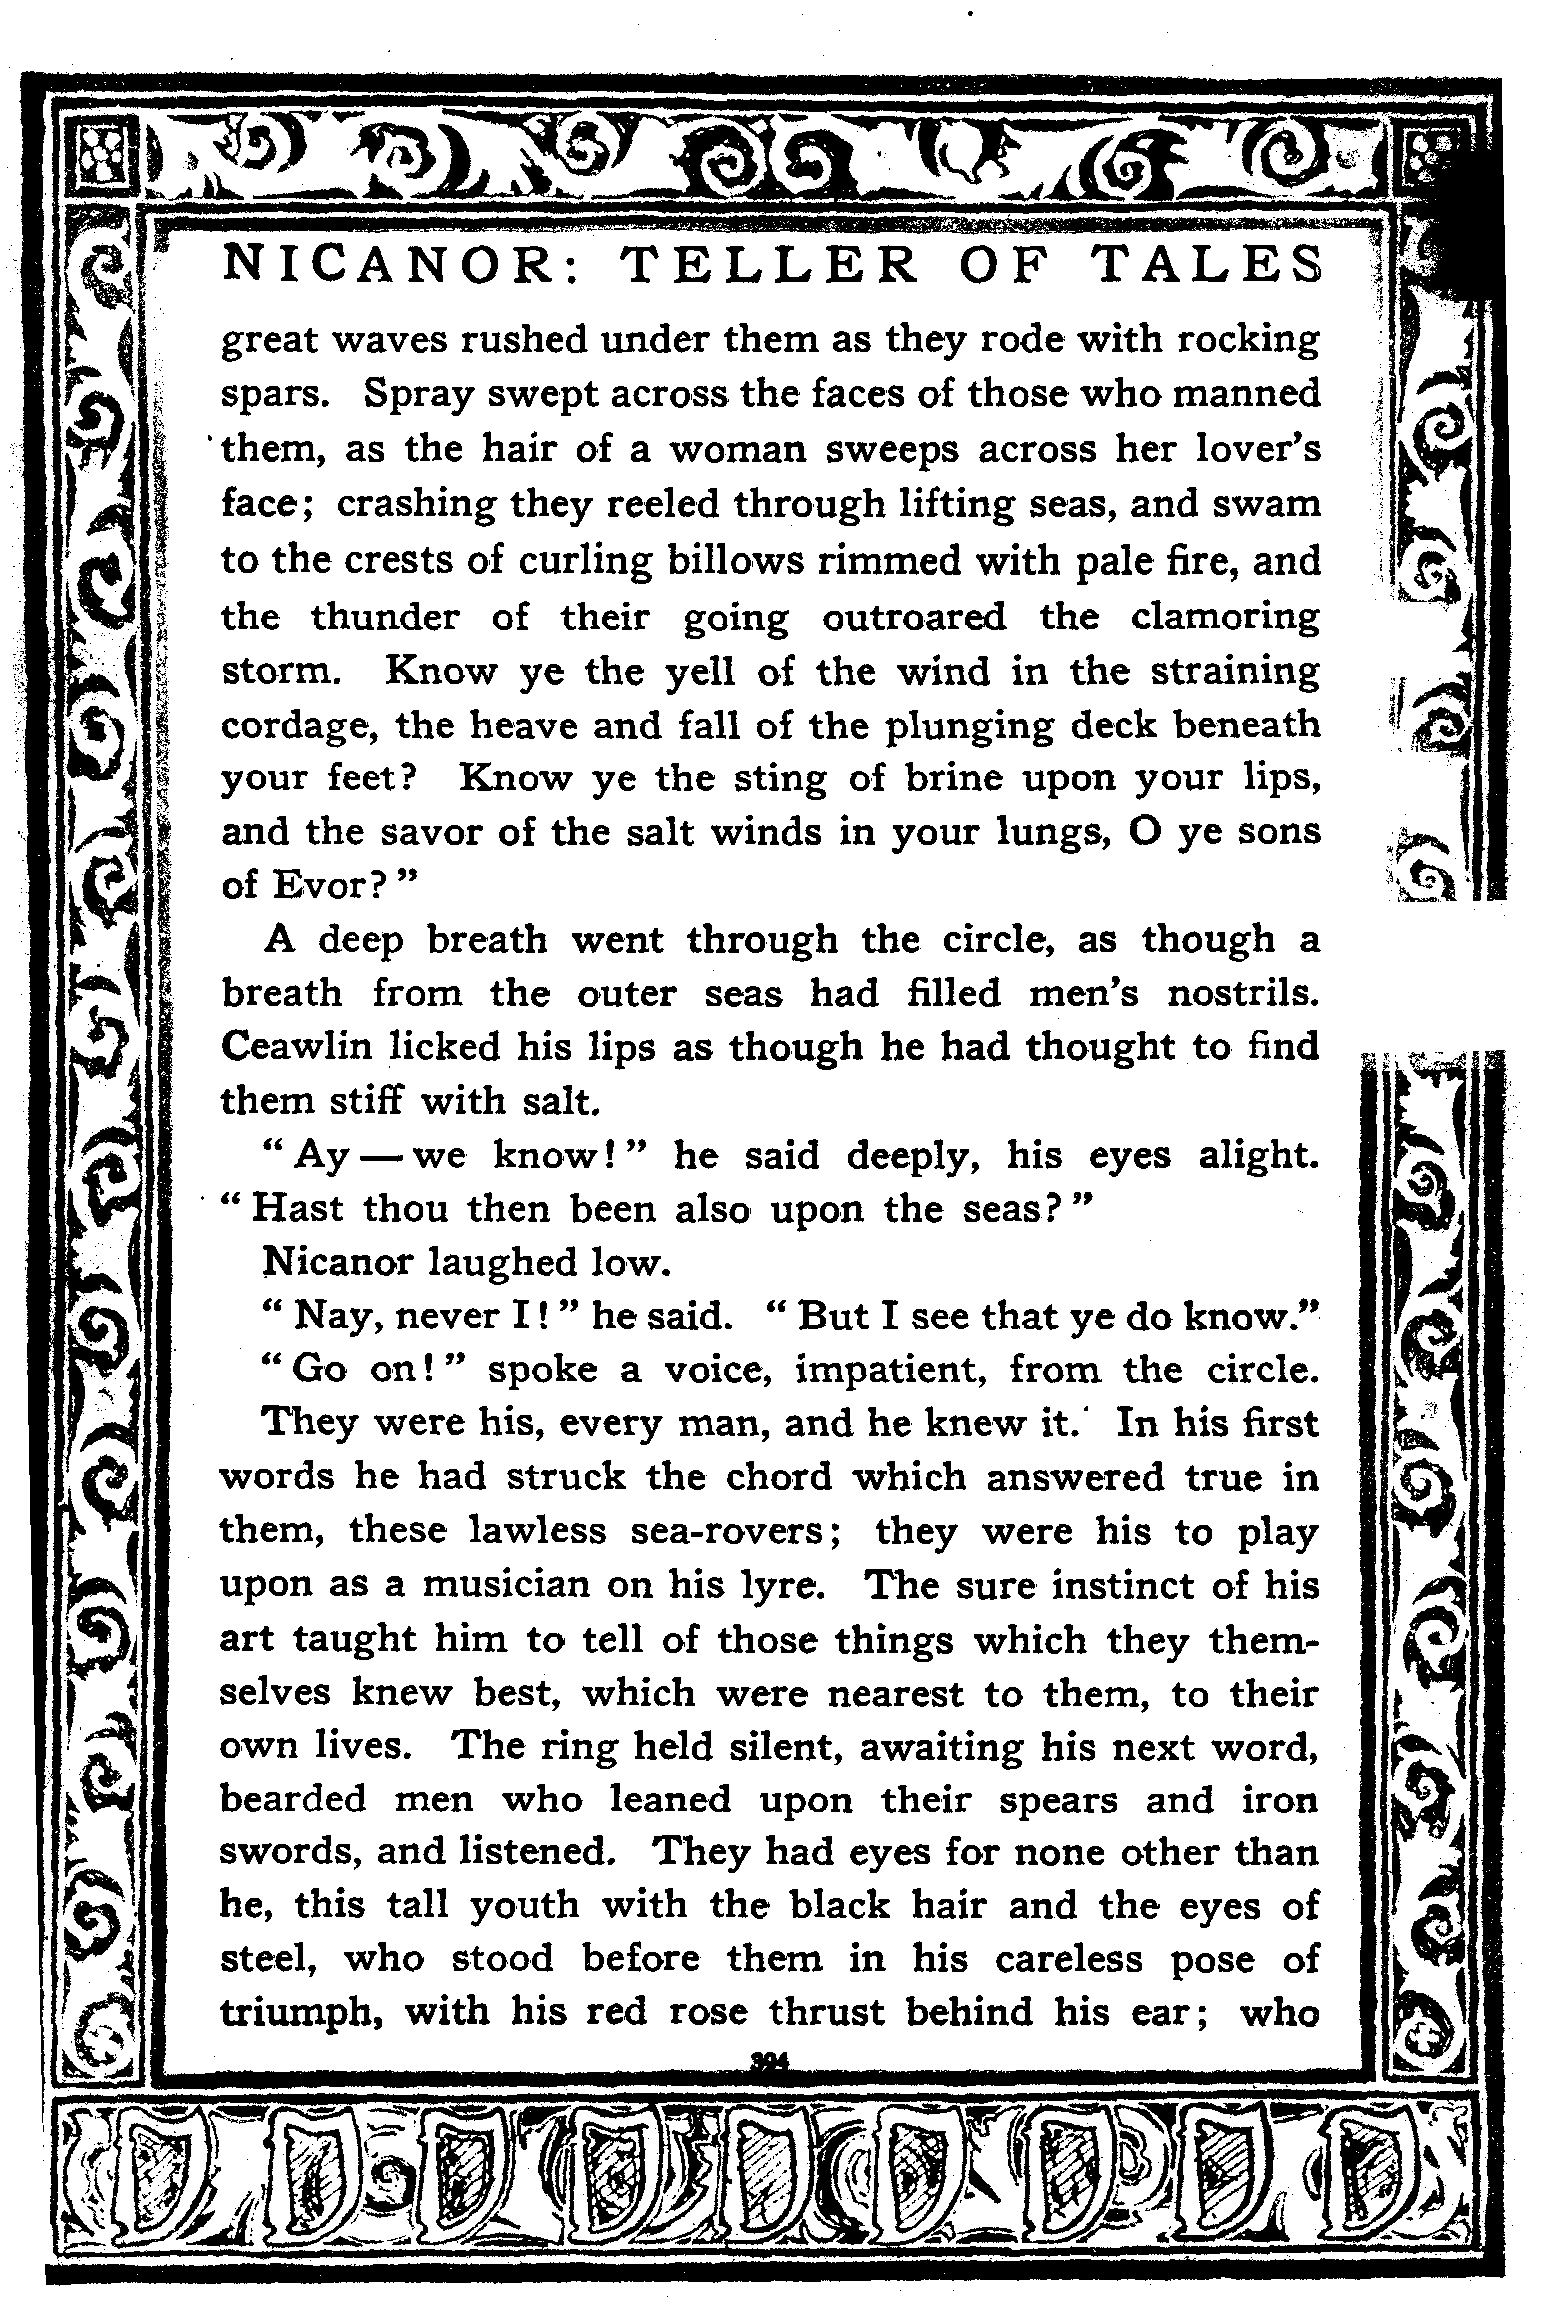 NICANOR: TELLER OF TALES
great waves rushed under them as they rode with rocking
spars. Spray swept across the faces of those who manned
them, as the hair of a woman sweeps across her lover's
face; crashing they reeled through lifting seas, and swam
to the crests of curling billows rimmed with pale fire, and
the thunder of their going outroared the clamoring
storm. Know ye the yell of the wind in the straining
cordage, the heave and fall of the plunging deck beneath
your feet? Know ye the sting of brine upon your lips,
and the savor of the salt winds in your lungs, O ye sons
of Evor?"
A deep breath went through the circle, as though a
breath from the outer seas had filled men's nostrils.
Ceawlin licked his lips as though he had thought to find
them stiff with salt.
"Ay — we know!" he said deeply, his eyes alight.
"Hast thou then been also upon the seas?"
Nicanor laughed low.
"Nay, never I!" he said. "But I see that ye do know."
"Go on!" spoke a voice, impatient, from the circle.
They were his, every man, and he knew it. In his first
words he had struck the chord which answered true in
them, these lawless sea-rovers; they were his to play
upon as a musician on his lyre. The sure instinct of his
art taught him to tell of those things which they them-
selves knew best, which were nearest to them, to their
own lives. The ring held silent, awaiting his next word,
bearded men who leaned upon their spears and iron
swords, and listened. They had eyes for none other than
he, this tall youth with the black hair and the eyes of
steel, who stood before them in his careless pose of
triumph, with his red rose thrust behind his ear; who
394